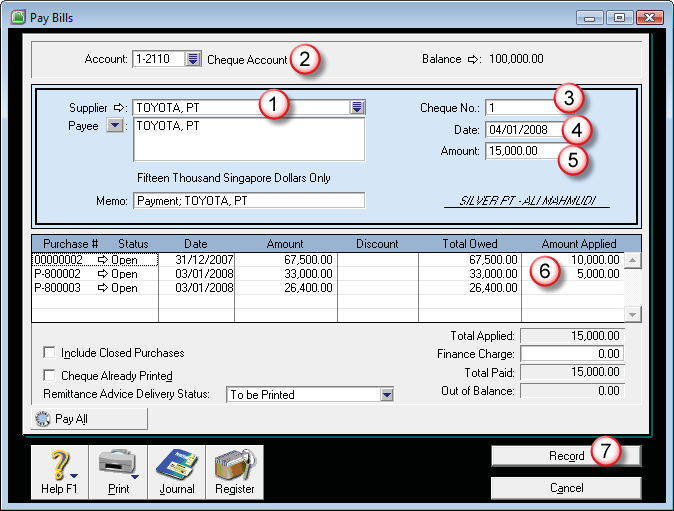 Pay Bills
Account: 1-2110 Cheque Account 2 Balance ⇨: 100,000.00
Supplier ⇨: TOYOTA, PT 1
Cheque No.: 1 3
Payee : TOYOTA, PT
Date: 04/01/2008 4
Amount: 15,000.00 5
Fifteen Thousand Singapore Dollars Only
Memo: Payment; TOYOTA, PT
SILVER PT - ALI MAHMUDI
Purchase # Status Date Amount Discount Total Owed Amount Applied
00000002 ⇨ Open 31/12/2007 67,500.00 67,500.00 10,000.00
P-800002 ⇨ Open 03/01/2008 33,000.00 33,000.00 6 5,000.00
P-800003 ⇨ Open 03/01/2008 26,400.00 26,400.00
Total Applied: 15,000.00
Include Closed Purchases
Finance Charge: 0.00
Cheque Already Printed
Total Paid: 15,000.00
Remittance Advice Delivery Status: To be Printed
Out of Balance: 0.00
Pay All
Help F1 Print Journal Register
Record 7
Cancel